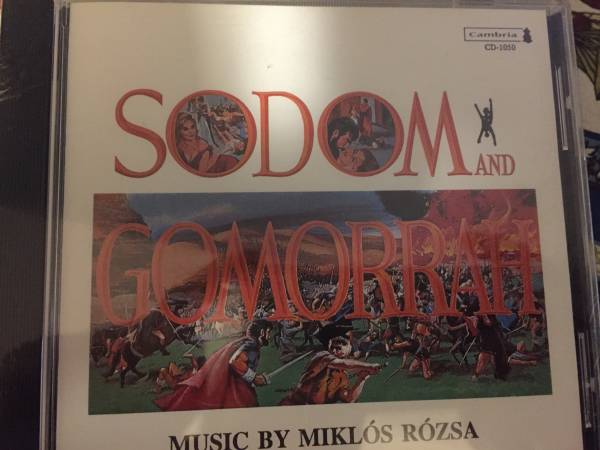 Cambria
CD-1050
SODOM AND
GOMORRAH
MUSIC BY MIKLÓS RÓZSA